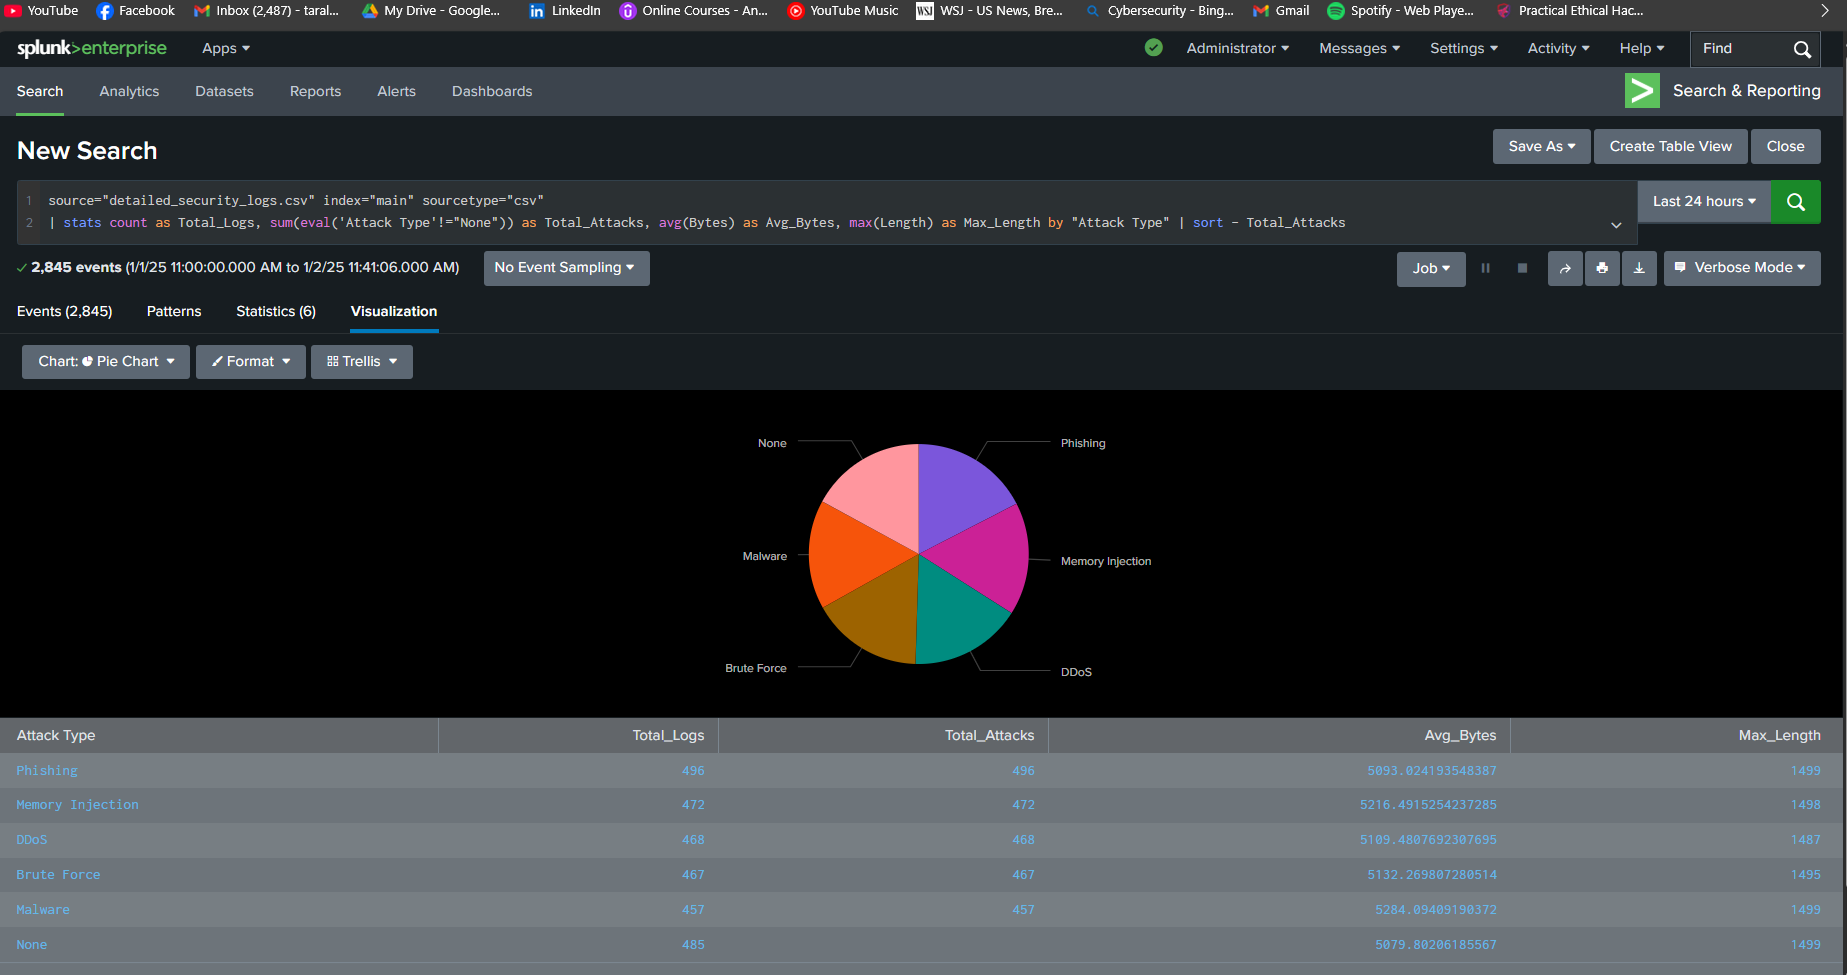 YouTube Facebook Inbox (2,487) - taral... My Drive - Google... LinkedIn Online Courses - An... YouTube Music WSJ WSJ - US News, Bre... Cybersecurity - Bing... Gmail Spotify - Web Playe... Practical Ethical Hac...
splunk>enterprise Apps Administrator Messages Settings Activity Help Find
Search Analytics Datasets Reports Alerts Dashboards Search & Reporting
New Search Save As Create Table View Close
1 source="detailed_security_logs.csv" index="main" sourcetype="csv" Last 24 hours
2 | stats count as Total_Logs, sum(eval('Attack Type'!="None")) as Total_Attacks, avg(Bytes) as Avg_Bytes, max(Length) as Max_Length by "Attack Type" | sort - Total_Attacks
2,845 events (1/1/25 11:00:00.000 AM to 1/2/25 11:41:06.000 AM) No Event Sampling Job Verbose Mode
Events (2,845) Patterns Statistics (6) Visualization
Chart: Pie Chart Format Trellis
None Phishing
Malware Memory Injection
Brute Force DDoS
Attack Type Total_Logs Total_Attacks Avg_Bytes Max_Length
Phishing 496 496 5093.024193548387 1499
Memory Injection 472 472 5216.4915254237285 1498
DDoS 468 468 5109.4807692307695 1487
Brute Force 467 467 5132.269807280514 1495
Malware 457 457 5284.09409190372 1499
None 485 5079.80206185567 1499